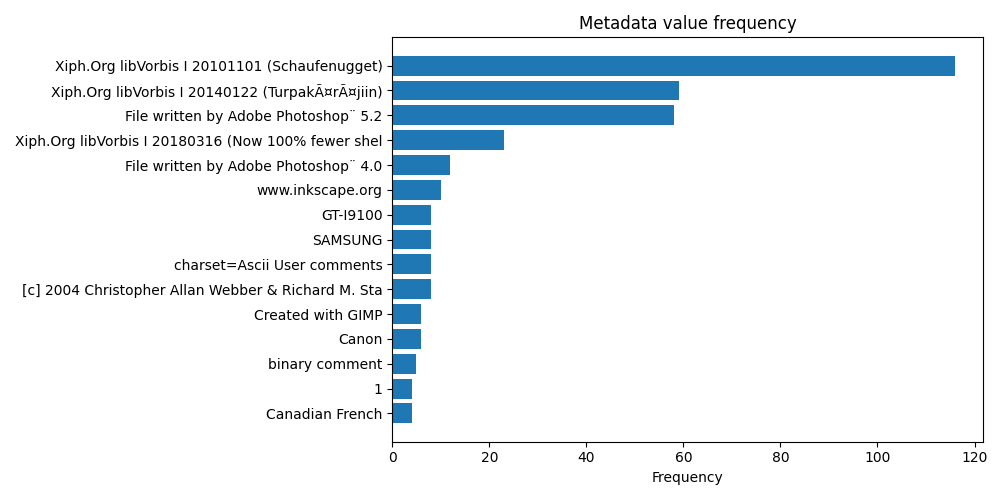 Metadata value frequency
Xiph.Org libVorbis I 20101101 (Schaufenugget)
Xiph.Org libVorbis I 20140122 (TurpakÃ¤rÃ¤jiin)
File written by Adobe Photoshop¨ 5.2
Xiph.Org libVorbis I 20180316 (Now 100% fewer shel
File written by Adobe Photoshop¨ 4.0
www.inkscape.org
GT-I9100
SAMSUNG
charset=Ascii User comments
[c] 2004 Christopher Allan Webber & Richard M. Sta
Created with GIMP
Canon
binary comment
1
Canadian French
0 20 40 60 80 100 120
Frequency